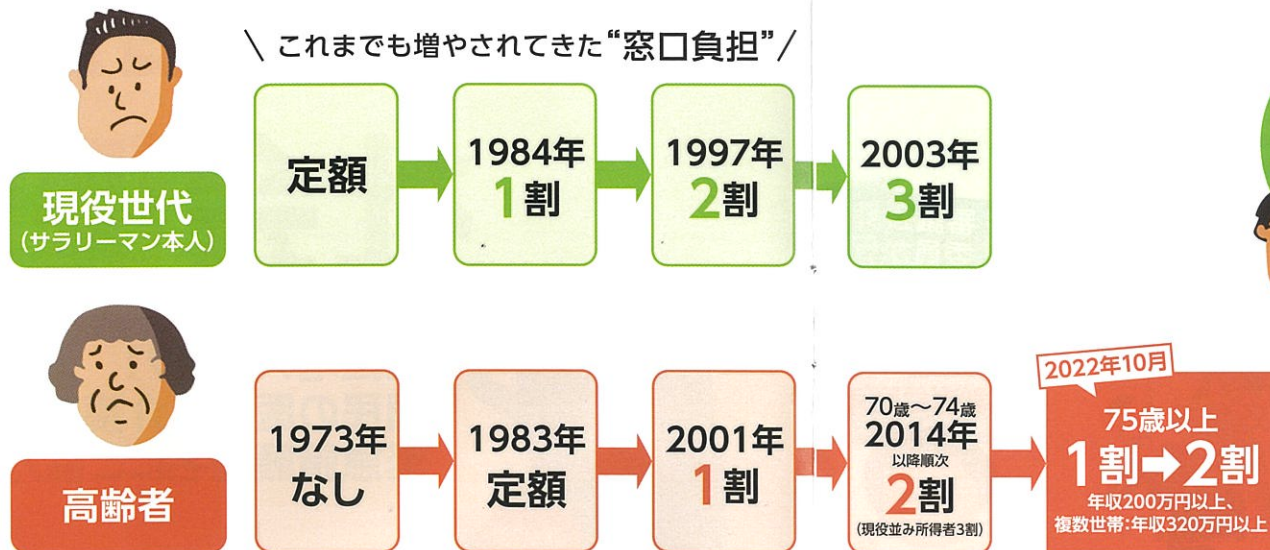 \ これまでも増やされてきた“窓口負担” /
現役世代
(サラリーマン本人)
定額
1984年
1割
1997年
2割
2003年
3割
高齢者
1973年
なし
1983年
定額
2001年
1割
70歳〜74歳
2014年
以降順次
2割
(現役並み所得者3割)
2022年10月
75歳以上
1割➡2割
年収200万円以上、
複数世帯:年収320万円以上